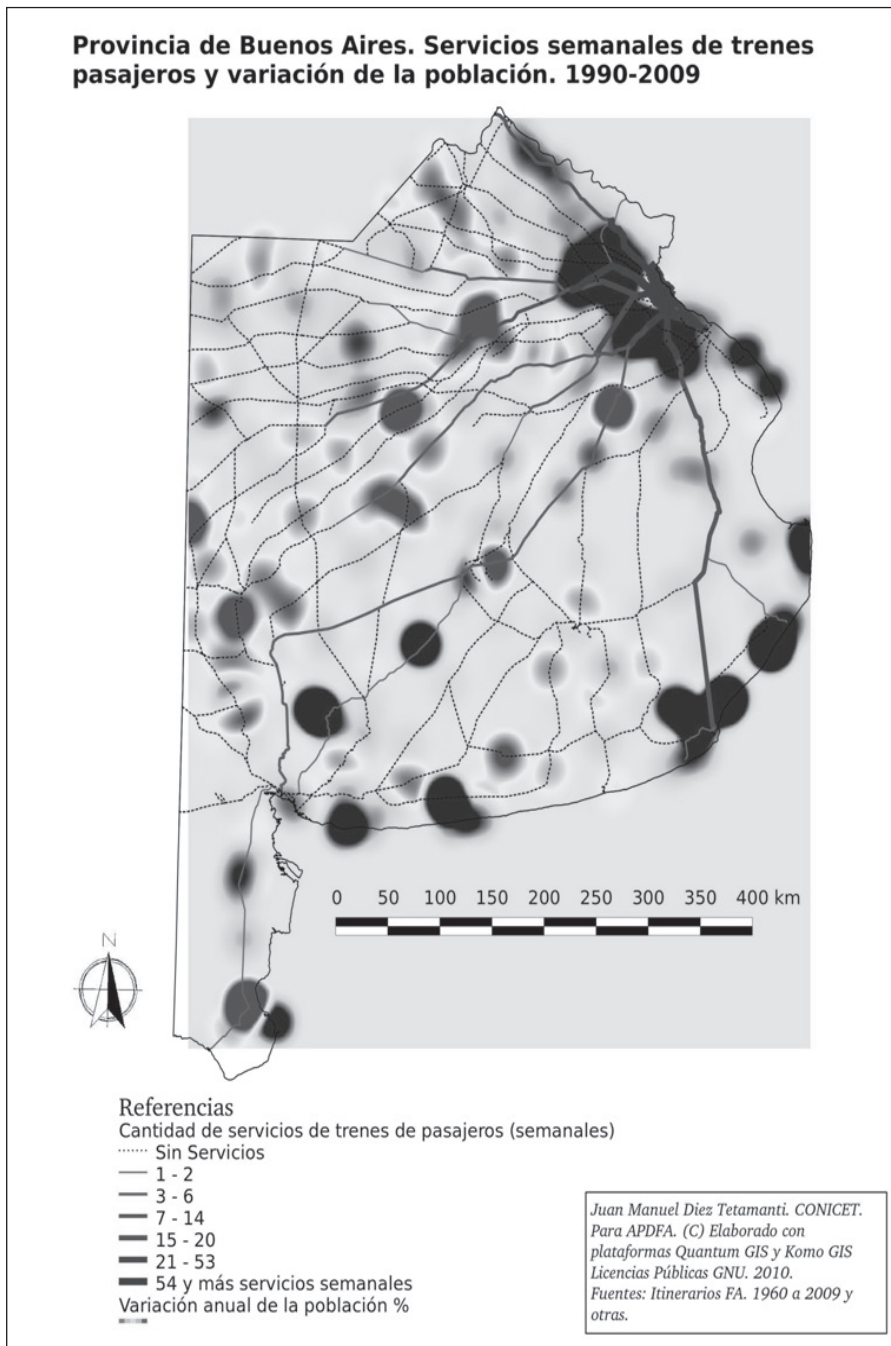 Provincia de Buenos Aires. Servicios semanales de trenes
pasajeros y variación de la población. 1990-2009
0 50 100 150 200 250 300 350 400 km
N
Referencias
Cantidad de servicios de trenes de pasajeros (semanales)
Sin Servicios
1 - 2
3 - 6
7 - 14
15 - 20
21 - 53
54 y más servicios semanales
Variación anual de la población %
Juan Manuel Diez Tetamanti. CONICET.
Para APDFA. (C) Elaborado con
plataformas Quantum GIS y Komo GIS
Licencias Públicas GNU. 2010.
Fuentes: Itinerarios FA. 1960 a 2009 y
otras.